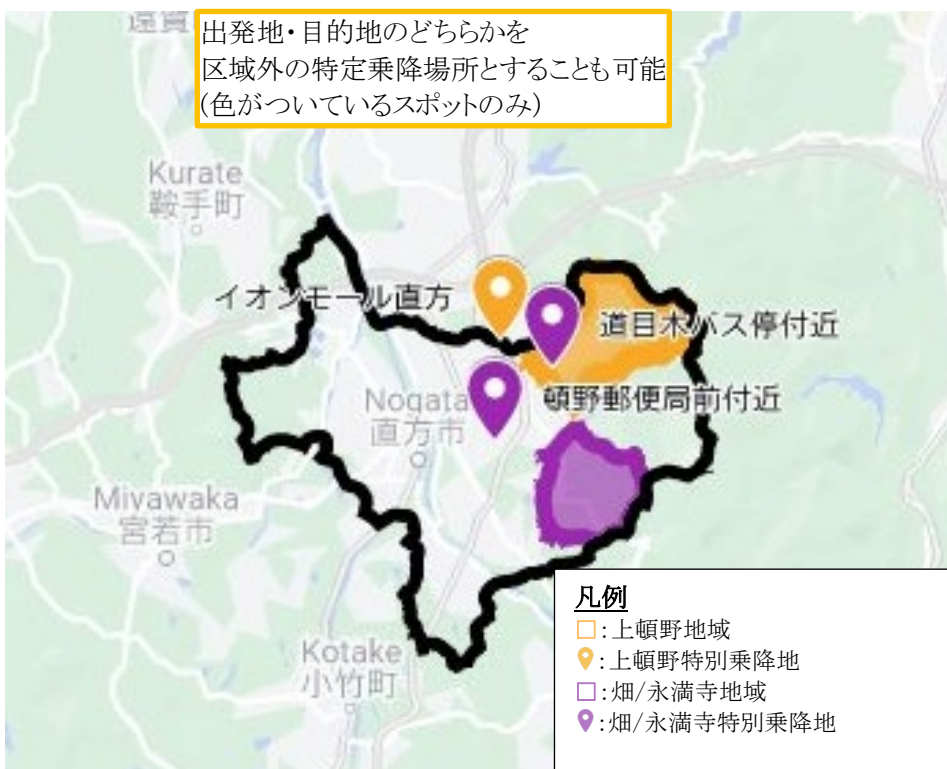 遠賀
出発地・目的地のどちらかを
区域外の特定乗降場所とすることも可能
(色がついているスポットのみ)
Kurate
鞍手町
イオンモール直方
道目木バス停付近
Nogata
直方市
頓野郵便局前付近
Miyawaka
宮若市
Kotake
小竹町
凡例
□:上頓野地域
:上頓野特別乗降地
□:畑/永満寺地域
:畑/永満寺特別乗降地